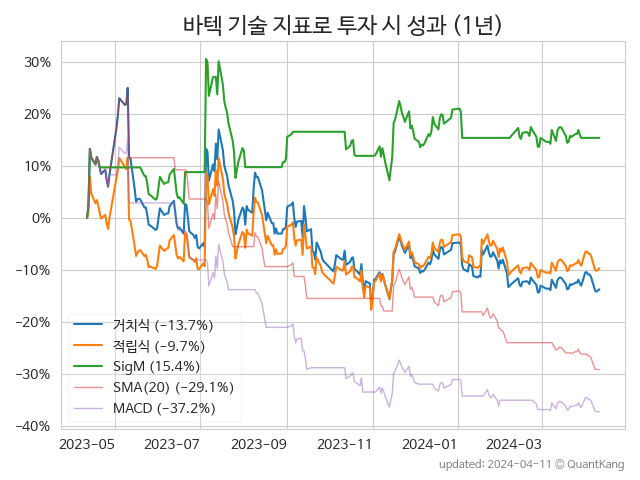 바텍 기술 지표로 투자 시 성과 (1년)
30%
20%
10%
0%
−10%
−20%
−30%
−40%
거치식 (−13.7%)
적립식 (−9.7%)
SigM (15.4%)
SMA(20) (−29.1%)
MACD (−37.2%)
2023-05 2023-07 2023-09 2023-11 2024-01 2024-03
updated: 2024-04-11 © QuantKang